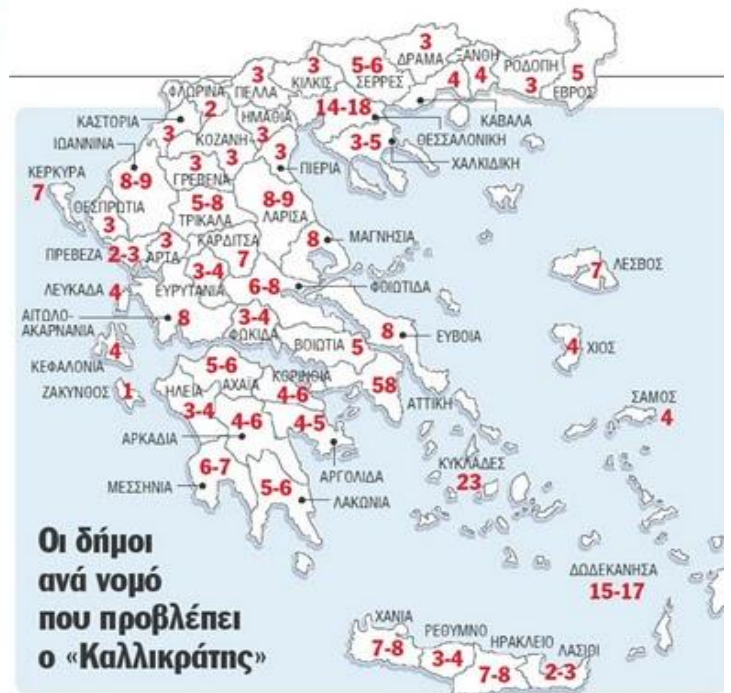 3
ΔΡΑΜΑ
ΞΑΝΘΗ
ΡΟΔΟΠΗ
5-6
ΣΕΡΡΕΣ
3
ΚΙΛΚΙΣ
3
ΠΕΛΛΑ
4
4
3
5
ΕΒΡΟΣ
ΦΛΩΡΙΝΑ
2
ΗΜΑΘΙΑ
14-18
ΚΑΒΑΛΑ
ΚΑΣΤΟΡΙΑ
3
ΚΟΖΑΝΗ
3
3
ΘΕΣΣΑΛΟΝΙΚΗ
3-5
ΧΑΛΚΙΔΙΚΗ
ΙΩΑΝΝΙΝΑ
3
ΓΡΕΒΕΝΑ
3
ΠΙΕΡΙΑ
ΚΕΡΚΥΡΑ
7
8-9
5-8
ΤΡΙΚΑΛΑ
8-9
ΛΑΡΙΣΑ
ΘΕΣΠΡΩΤΙΑ
3
8
ΜΑΓΝΗΣΙΑ
ΠΡΕΒΕΖΑ
2-3
3
ΑΡΤΑ
ΚΑΡΔΙΤΣΑ
7
7
ΛΕΣΒΟΣ
ΛΕΥΚΑΔΑ
4
3-4
ΕΥΡΥΤΑΝΙΑ
6-8
ΦΘΙΩΤΙΔΑ
ΑΙΤΩΛΟ-
ΑΚΑΡΝΑΝΙΑ
8
3-4
ΦΩΚΙΔΑ
ΒΟΙΩΤΙΑ
5
8
ΕΥΒΟΙΑ
4
ΧΙΟΣ
4
ΚΕΦΑΛΟΝΙΑ
5-6
ΑΧΑΪΑ
ΚΟΡΙΝΘΙΑ
4-6
58
ΑΤΤΙΚΗ
ΖΑΚΥΝΘΟΣ
1
ΗΛΕΙΑ
3-4
4-6
4-5
ΣΑΜΟΣ
4
ΑΡΚΑΔΙΑ
ΑΡΓΟΛΙΔΑ
ΚΥΚΛΑΔΕΣ
23
6-7
ΜΕΣΣΗΝΙΑ
5-6
ΛΑΚΩΝΙΑ
Οι δήμοι
ανά νομό
που προβλέπει
ο «Καλλικράτης»
ΔΩΔΕΚΑΝΗΣΑ
15-17
ΧΑΝΙΑ
7-8
ΡΕΘΥΜΝΟ
3-4
ΗΡΑΚΛΕΙΟ
7-8
ΛΑΣΙΘΙ
2-3